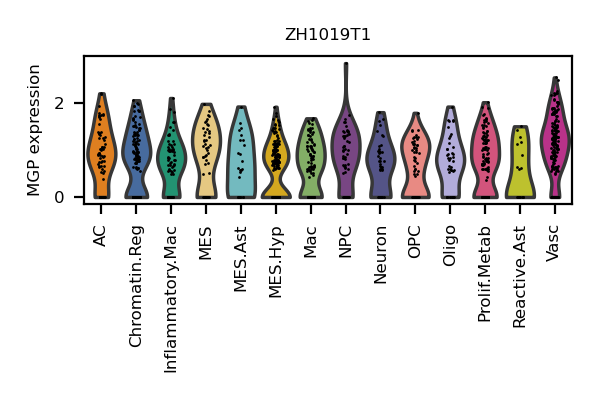 ZH1019T1
MGP expression
2
0
AC
Chromatin.Reg
Inflammatory.Mac
MES
MES.Ast
MES.Hyp
Mac
NPC
Neuron
OPC
Oligo
Prolif.Metab
Reactive.Ast
Vasc